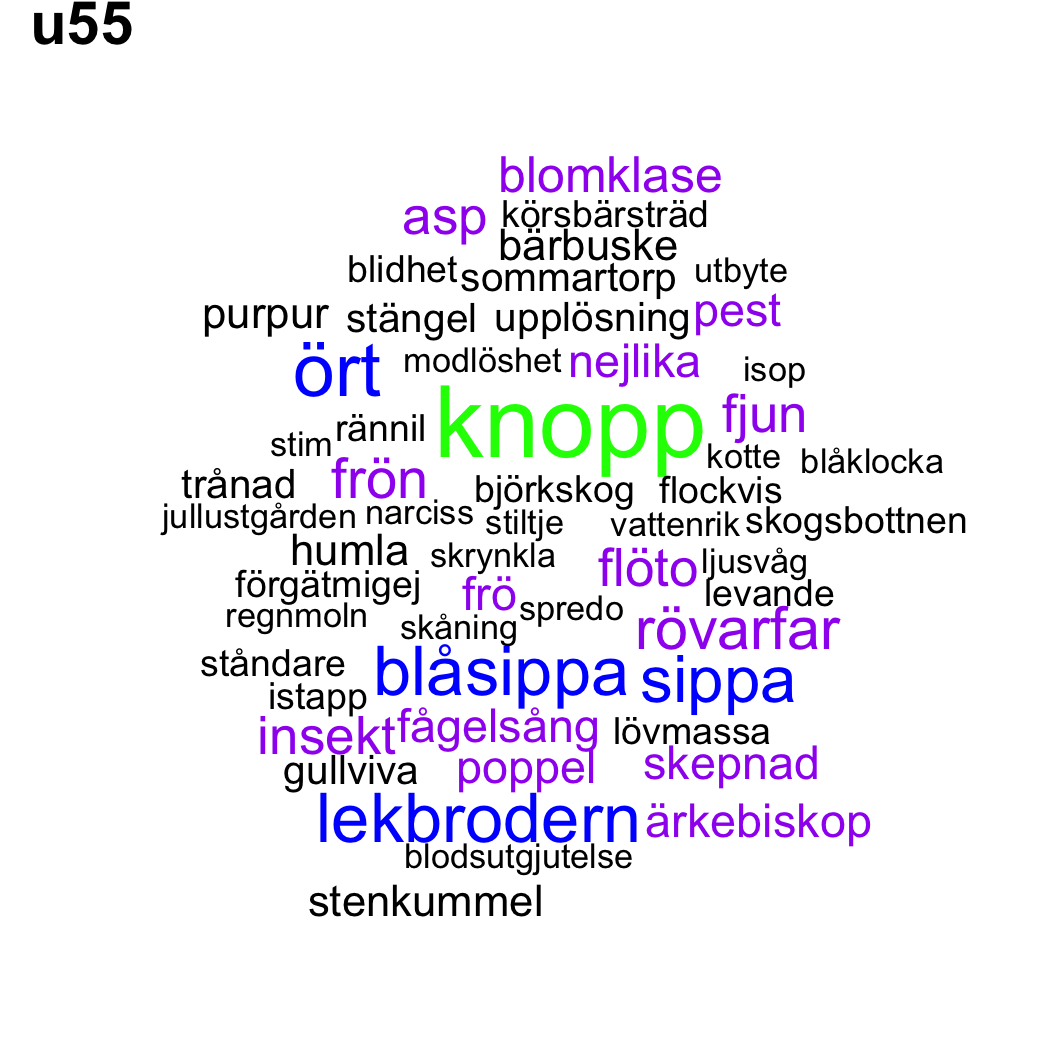 u55
blomklase
asp körsbärsträd
bärbuske
blidhet sommartorp utbyte
purpur stängel upplösning pest
ört modlöshet nejlika isop
knopp fjun
stim rännil kotte blåklocka
trånad frön björkskog flockvis
jullustgården narciss stiltje vattenrik skogsbottnen
humla skrynkla flöto ljusvåg
förgätmigej frö spredo levande
regnmoln skåning rövarfar
ståndare blåsippa sippa
istapp
insekt fågelsång lövmassa
gullviva poppel skepnad
lekbrodern ärkebiskop
blodsutgjutelse
stenkummel